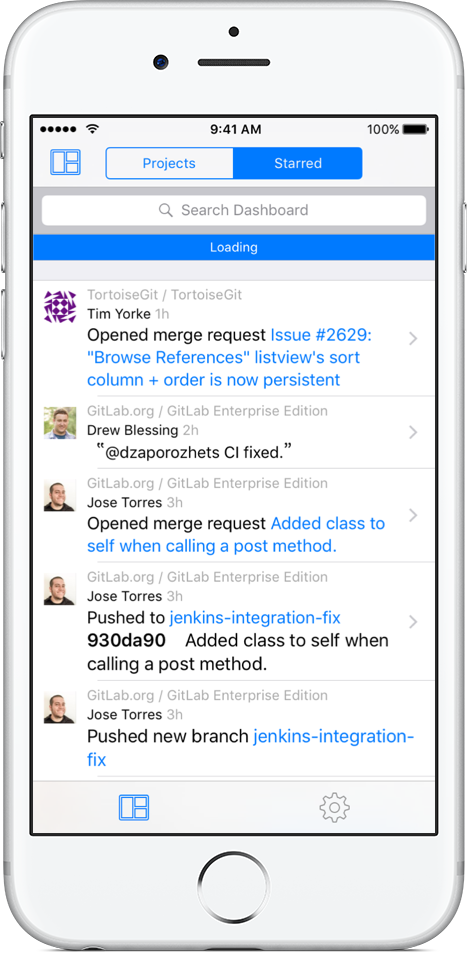 9:41 AM 100%
Projects Starred
Search Dashboard
Loading
TortoiseGit / TortoiseGit
Tim Yorke 1h
Opened merge request Issue #2629:
"Browse References" listview's sort
column + order is now persistent
GitLab.org / GitLab Enterprise Edition
Drew Blessing 2h
‟@dzaporozhets CI fixed.”
GitLab.org / GitLab Enterprise Edition
Jose Torres 3h
Opened merge request Added class to
self when calling a post method.
GitLab.org / GitLab Enterprise Edition
Jose Torres 3h
Pushed to jenkins-integration-fix
930da90 Added class to self when
calling a post method.
GitLab.org / GitLab Enterprise Edition
Jose Torres 3h
Pushed new branch jenkins-integration-
fix